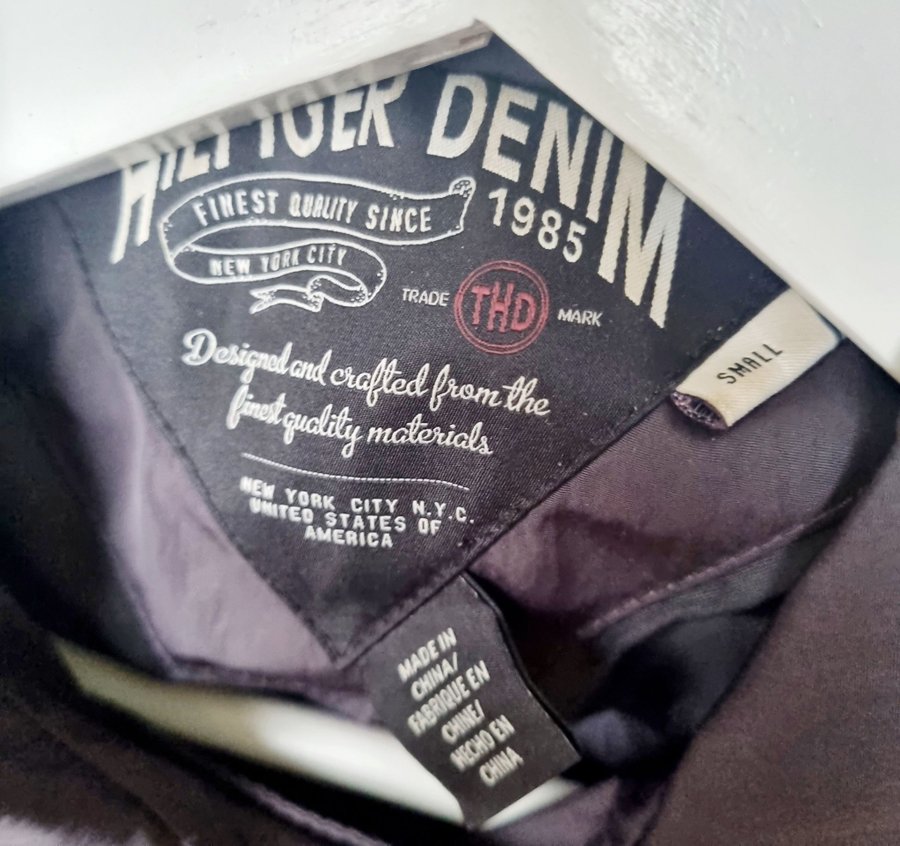 HILFIGER DENIM
FINEST QUALITY SINCE 1985
NEW YORK CITY
TRADE THD MARK
SMALL
Designed and crafted from the
finest quality materials
NEW YORK CITY N.Y.C.
UNITED STATES OF
AMERICA
MADE IN
CHINA/
FABRIQUE EN
CHINE/
HECHO EN
CHINA